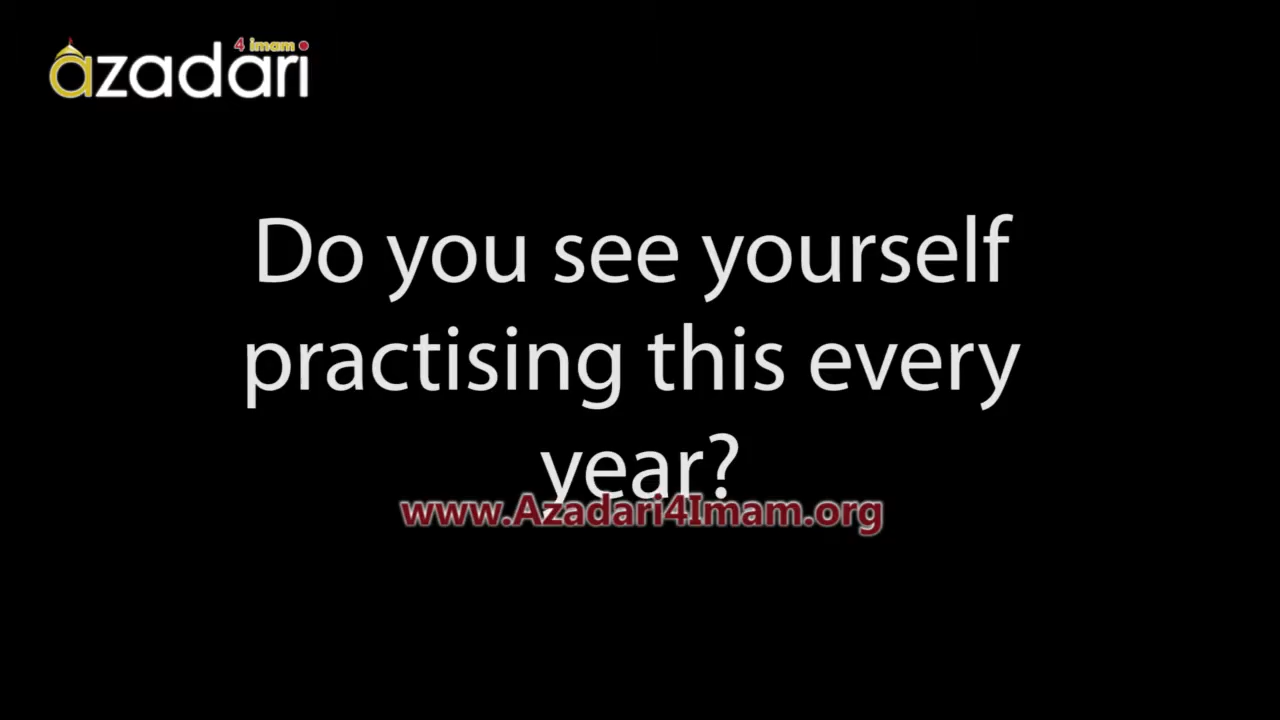 4 imam
azadari
Do you see yourself
practising this every
year?
www.Azadari4Imam.org